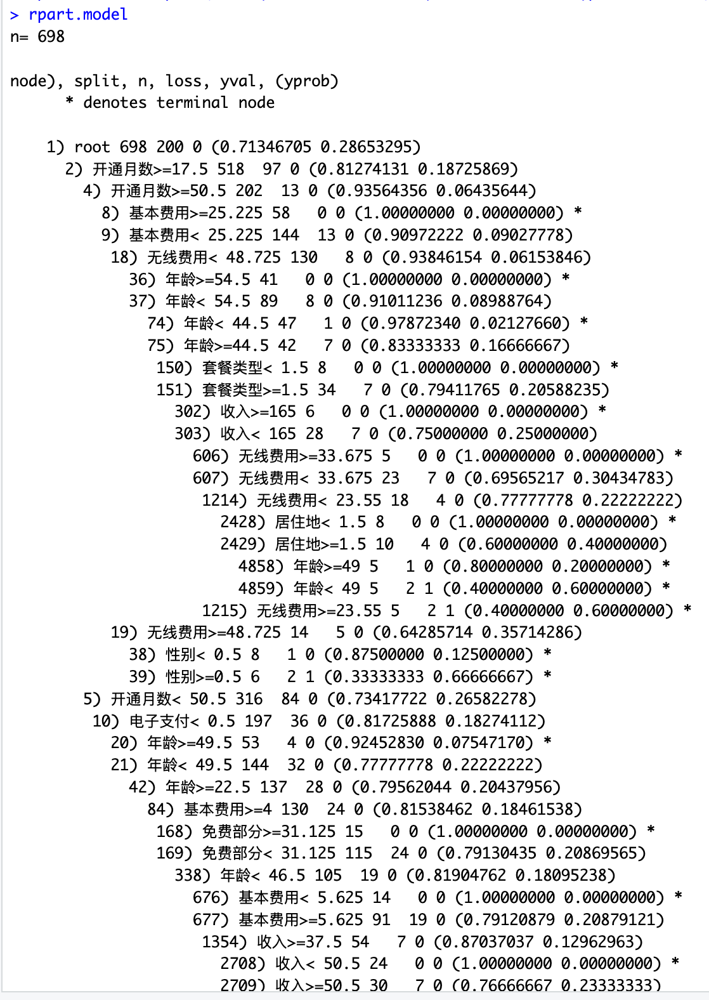 > rpart.model
n= 698
node), split, n, loss, yval, (yprob)
* denotes terminal node
1) root 698 200 0 (0.71346705 0.28653295)
2) 开通月数>=17.5 518 97 0 (0.81274131 0.18725869)
4) 开通月数>=50.5 202 13 0 (0.93564356 0.06435644)
8) 基本费用>=25.225 58 0 0 (1.00000000 0.00000000) *
9) 基本费用< 25.225 144 13 0 (0.90972222 0.09027778)
18) 无线费用< 48.725 130 8 0 (0.93846154 0.06153846)
36) 年龄>=54.5 41 0 0 (1.00000000 0.00000000) *
37) 年龄< 54.5 89 8 0 (0.91011236 0.08988764)
74) 年龄< 44.5 47 1 0 (0.97872340 0.02127660) *
75) 年龄>=44.5 42 7 0 (0.83333333 0.16666667)
150) 套餐类型< 1.5 8 0 0 (1.00000000 0.00000000) *
151) 套餐类型>=1.5 34 7 0 (0.79411765 0.20588235)
302) 收入>=165 6 0 0 (1.00000000 0.00000000) *
303) 收入< 165 28 7 0 (0.75000000 0.25000000)
606) 无线费用>=33.675 5 0 0 (1.00000000 0.00000000) *
607) 无线费用< 33.675 23 7 0 (0.69565217 0.30434783)
1214) 无线费用< 23.55 18 4 0 (0.77777778 0.22222222)
2428) 居住地< 1.5 8 0 0 (1.00000000 0.00000000) *
2429) 居住地>=1.5 10 4 0 (0.60000000 0.40000000)
4858) 年龄>=49 5 1 0 (0.80000000 0.20000000) *
4859) 年龄< 49 5 2 1 (0.40000000 0.60000000) *
1215) 无线费用>=23.55 5 2 1 (0.40000000 0.60000000) *
19) 无线费用>=48.725 14 5 0 (0.64285714 0.35714286)
38) 性别< 0.5 8 1 0 (0.87500000 0.12500000) *
39) 性别>=0.5 6 2 1 (0.33333333 0.66666667) *
5) 开通月数< 50.5 316 84 0 (0.73417722 0.26582278)
10) 电子支付< 0.5 197 36 0 (0.81725888 0.18274112)
20) 年龄>=49.5 53 4 0 (0.92452830 0.07547170) *
21) 年龄< 49.5 144 32 0 (0.77777778 0.22222222)
42) 年龄>=22.5 137 28 0 (0.79562044 0.20437956)
84) 基本费用>=4 130 24 0 (0.81538462 0.18461538)
168) 免费部分>=31.125 15 0 0 (1.00000000 0.00000000) *
169) 免费部分< 31.125 115 24 0 (0.79130435 0.20869565)
338) 年龄< 46.5 105 19 0 (0.81904762 0.18095238)
676) 基本费用< 5.625 14 0 0 (1.00000000 0.00000000) *
677) 基本费用>=5.625 91 19 0 (0.79120879 0.20879121)
1354) 收入>=37.5 54 7 0 (0.87037037 0.12962963)
2708) 收入< 50.5 24 0 0 (1.00000000 0.00000000) *
2709) 收入>=50.5 30 7 0 (0.76666667 0.23333333)